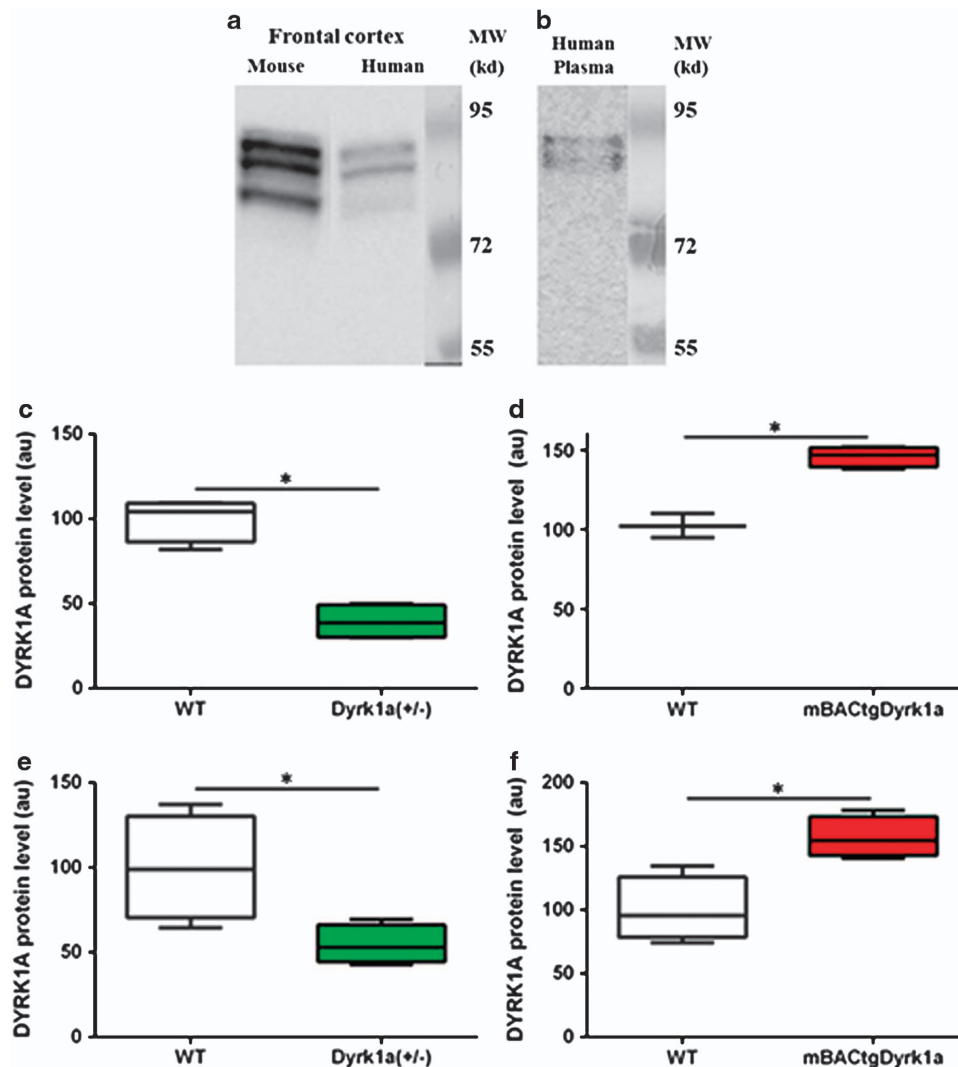 a
Frontal cortex
Mouse
Human
MW
(kd)
95
72
55
b
Human
Plasma
MW
(kd)
95
72
55
c
DYRK1A protein level (au)
150
100
50
0
*
WT
Dyrk1a(+/-)
d
DYRK1A protein level (au)
150
100
50
0
*
WT
mBACtgDyrk1a
e
DYRK1A protein level (au)
150
100
50
0
*
WT
Dyrk1a(+/-)
f
DYRK1A protein level (au)
200
150
100
50
0
*
WT
mBACtgDyrk1a